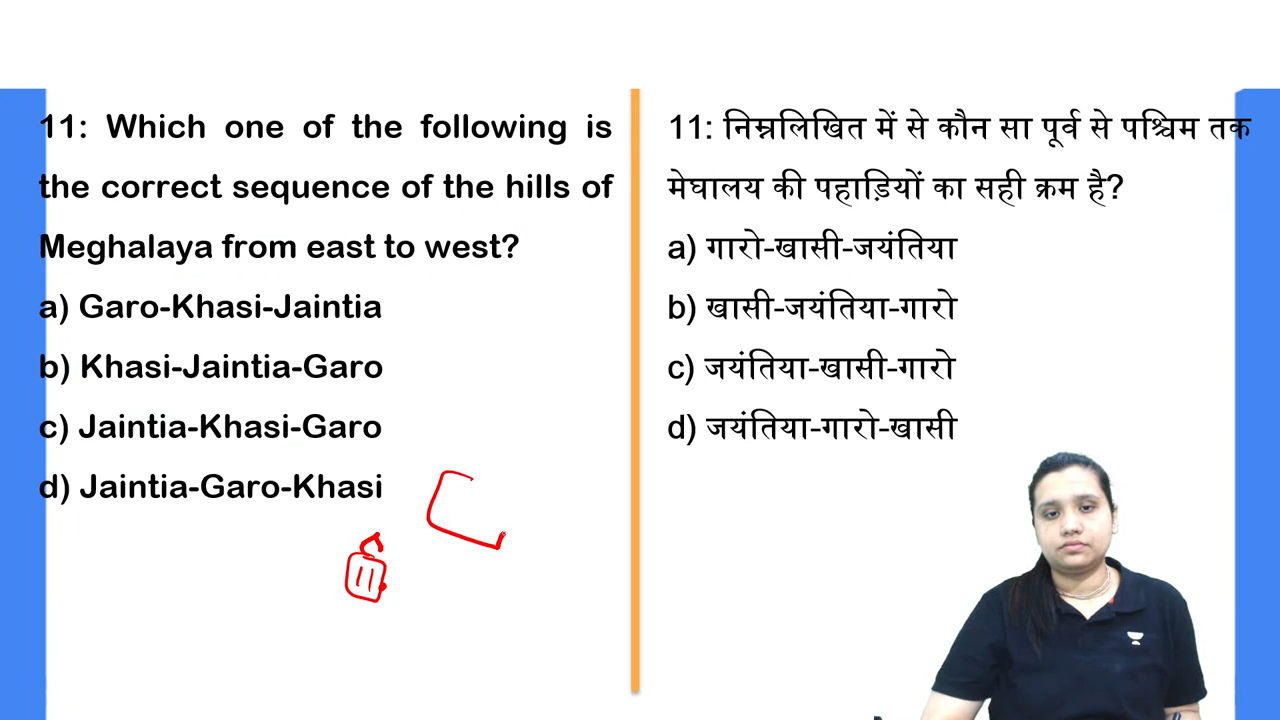 11: Which one of the following is
the correct sequence of the hills of
Meghalaya from east to west?
a) Garo-Khasi-Jaintia
b) Khasi-Jaintia-Garo
c) Jaintia-Khasi-Garo
d) Jaintia-Garo-Khasi
11: निम्नलिखित में से कौन सा पूर्व से पश्चिम तक
मेघालय की पहाड़ियों का सही क्रम है?
a) गारो-खासी-जयंतिया
b) खासी-जयंतिया-गारो
c) जयंतिया-खासी-गारो
d) जयंतिया-गारो-खासी